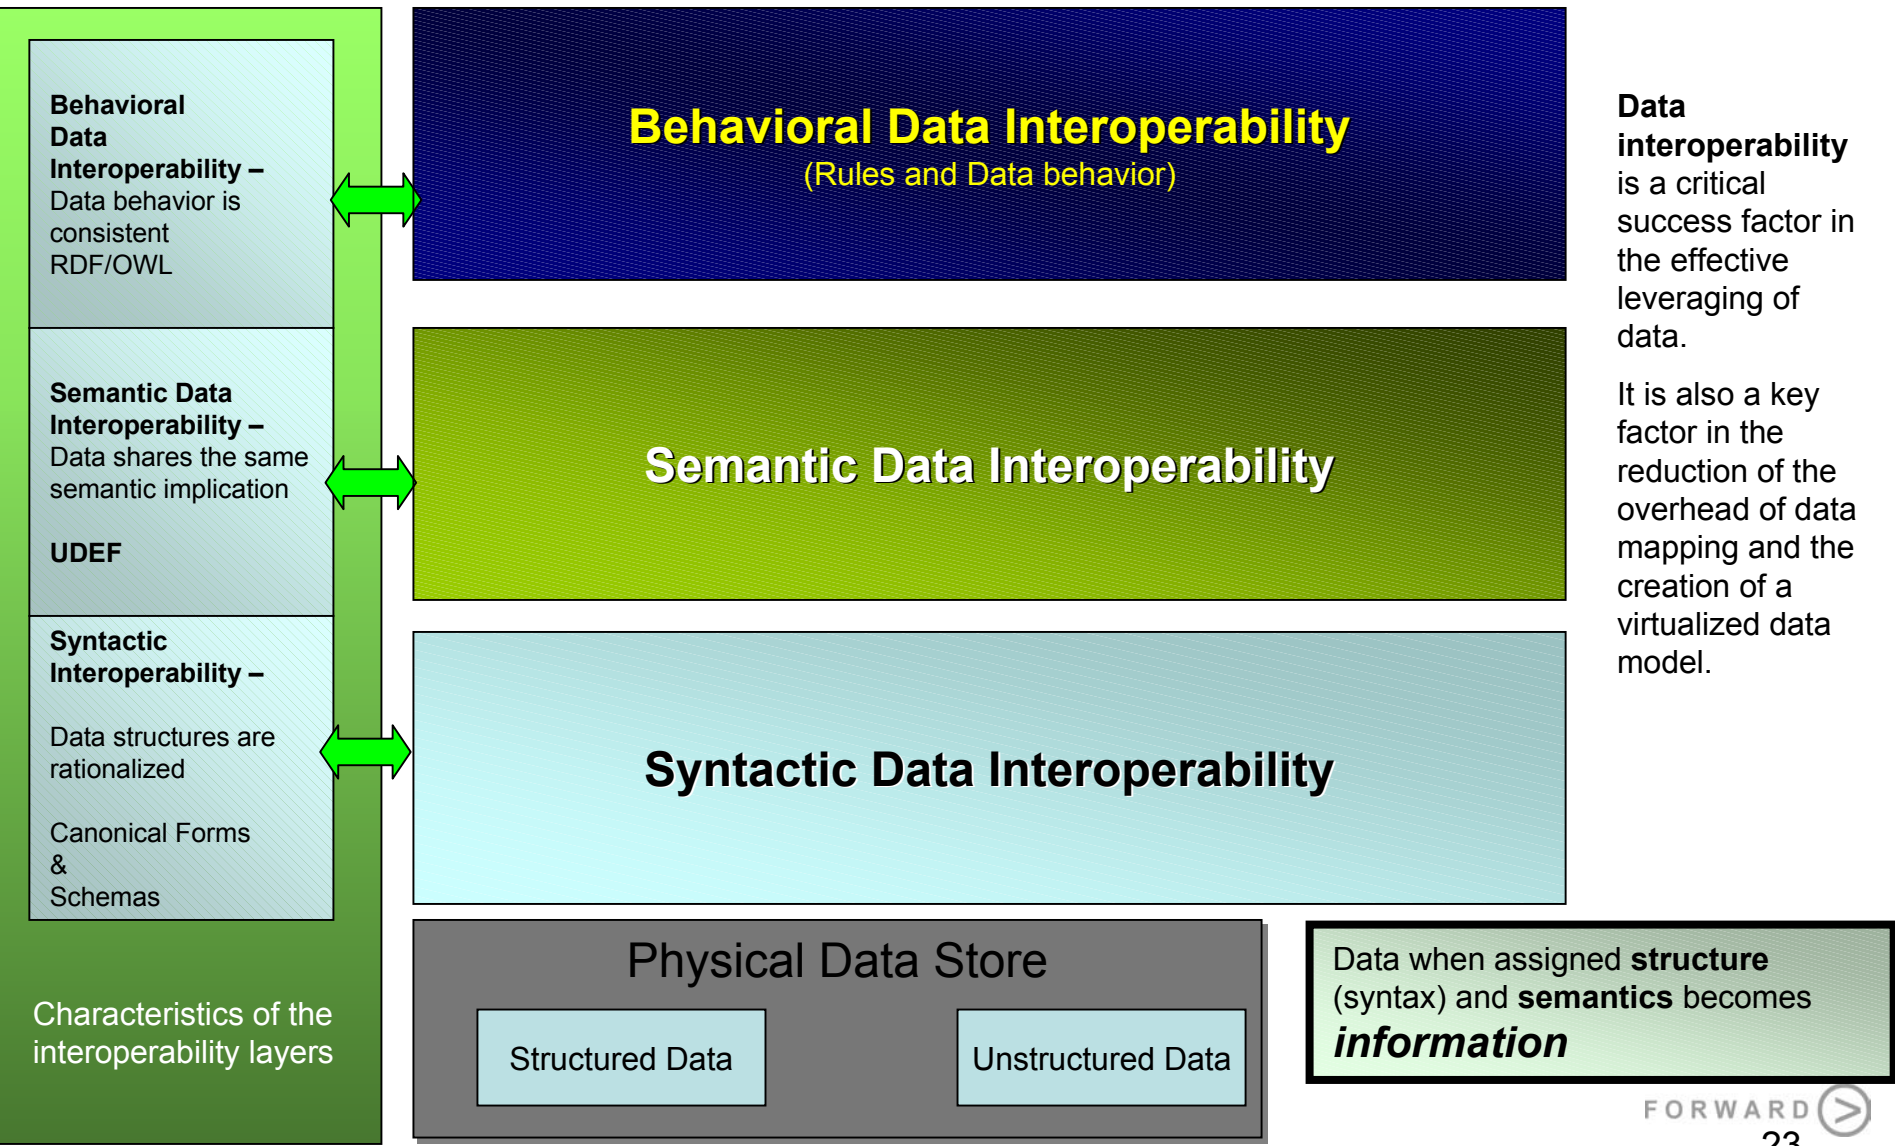 Behavioral
Data
Interoperability –
Data behavior is
consistent
RDF/OWL
Semantic Data
Interoperability –
Data shares the same
semantic implication
UDEF
Syntactic
Interoperability –
Data structures are
rationalized
Canonical Forms
&
Schemas
Characteristics of the
interoperability layers
Behavioral Data Interoperability
(Rules and Data behavior)
Semantic Data Interoperability
Syntactic Data Interoperability
Physical Data Store
Structured Data
Unstructured Data
Data
interoperability
is a critical
success factor in
the effective
leveraging of
data.
It is also a key
factor in the
reduction of the
overhead of data
mapping and the
creation of a
virtualized data
model.
Data when assigned structure
(syntax) and semantics becomes
information
FORWARD
23